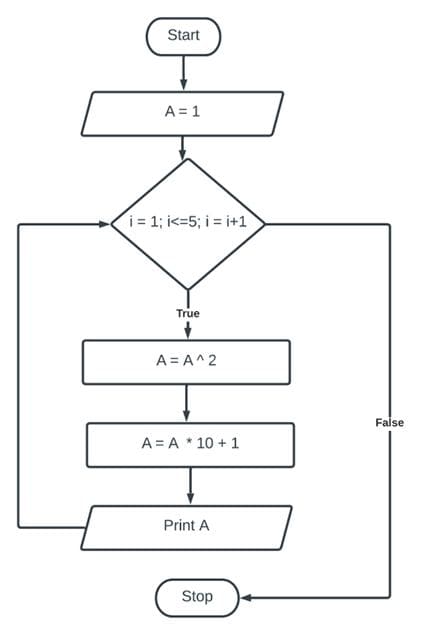 Start
A = 1
i = 1; i<=5; i = i+1
True
A = A ^ 2
A = A * 10 + 1
Print A
False
Stop